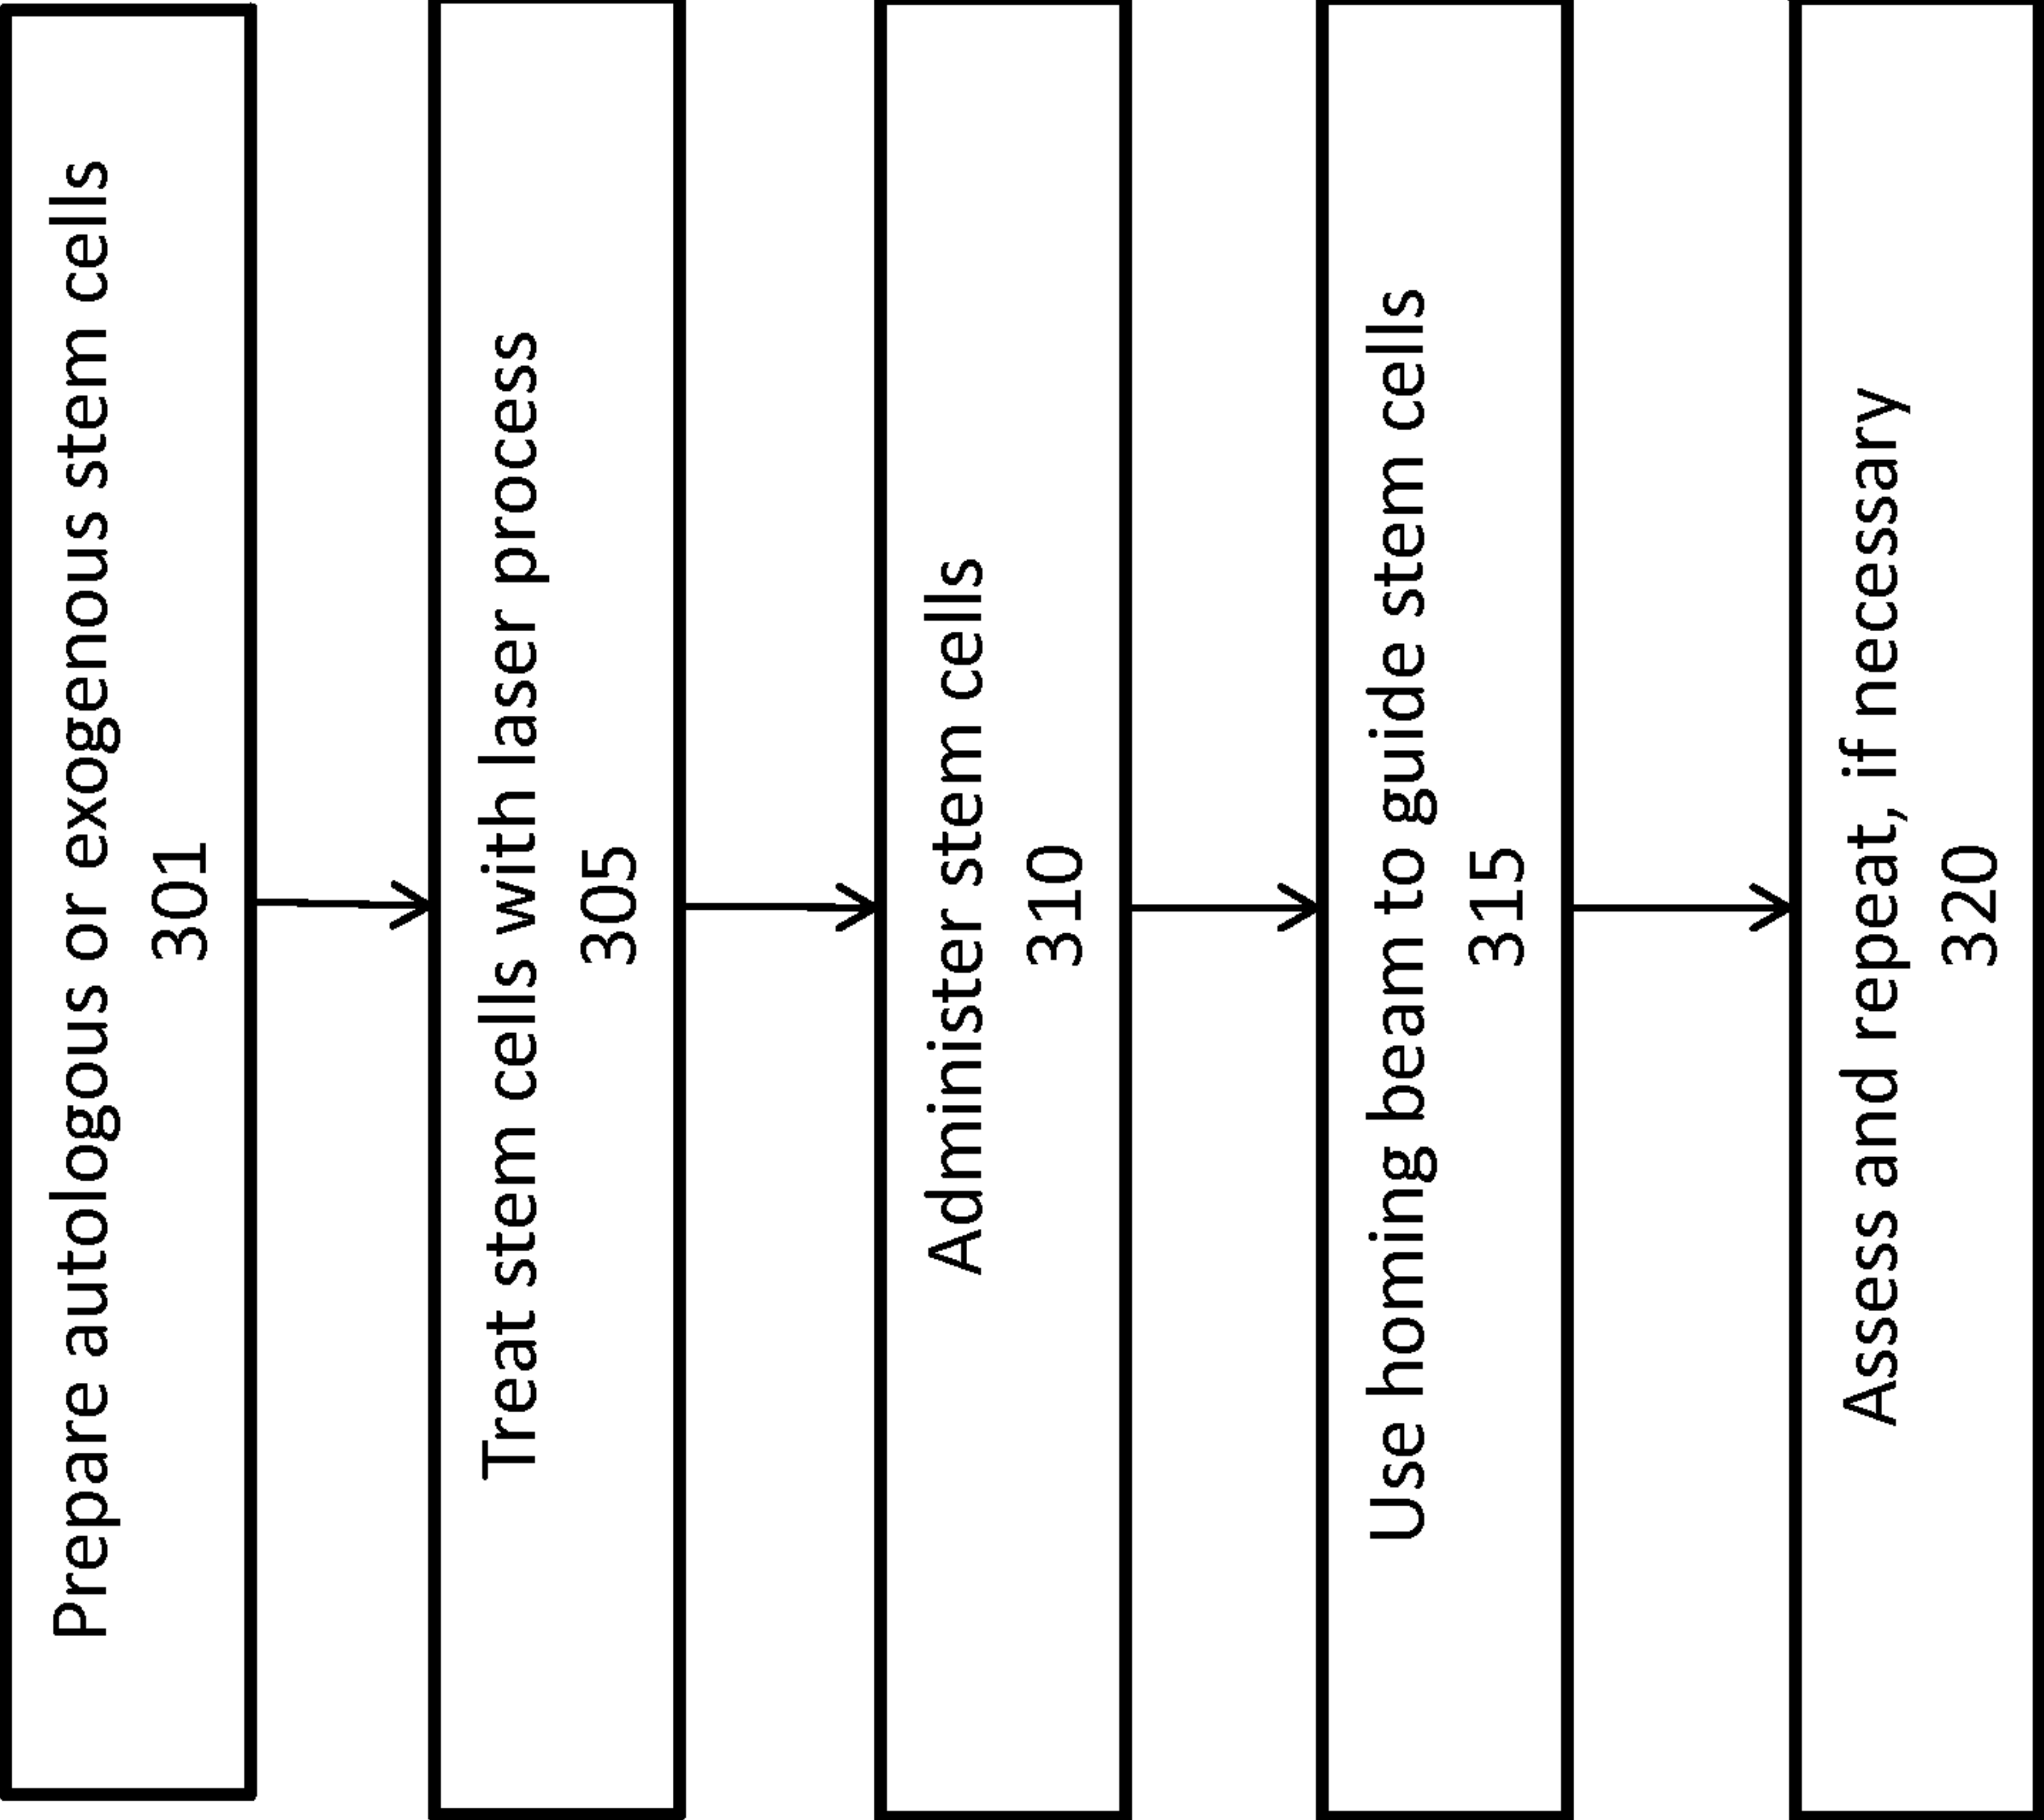 Prepare autologous or exogenous stem cells
301
Treat stem cells with laser process
305
Administer stem cells
310
Use homing beam to guide stem cells
315
Assess and repeat, if necessary
320